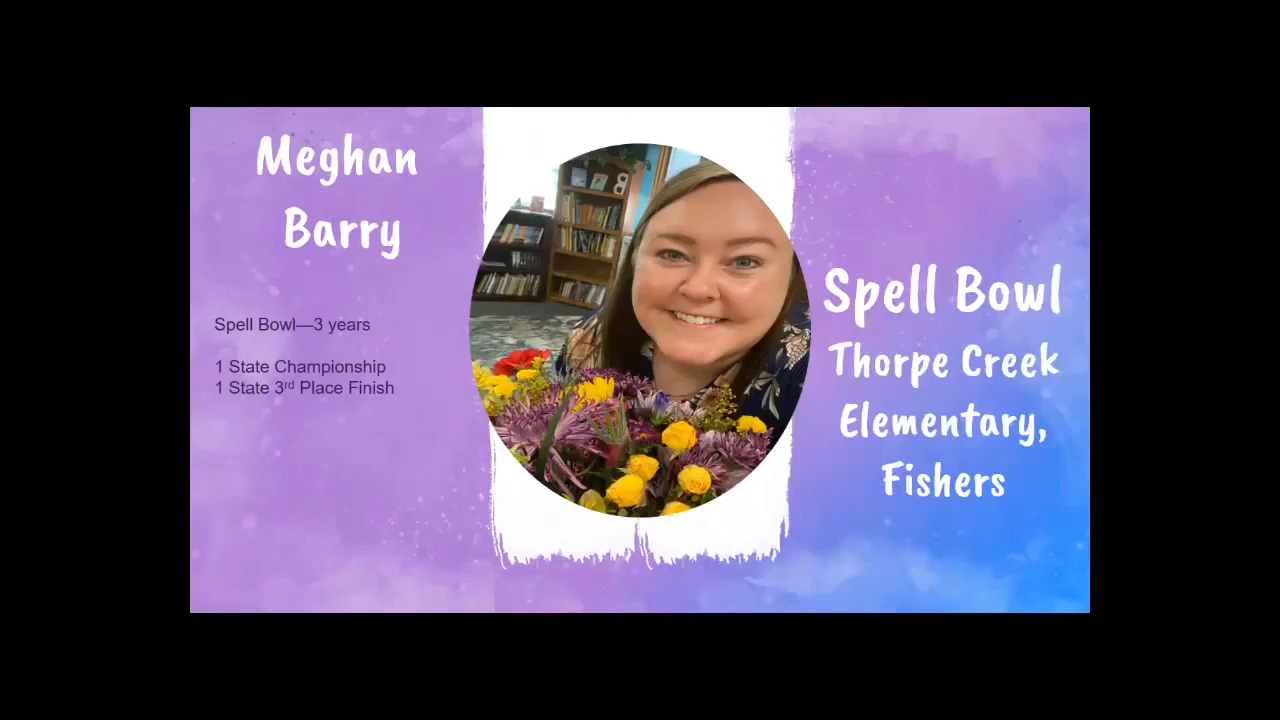 Meghan
Barry
Spell Bowl—3 years
1 State Championship
1 State 3rd Place Finish
Spell Bowl
Thorpe Creek
Elementary,
Fishers